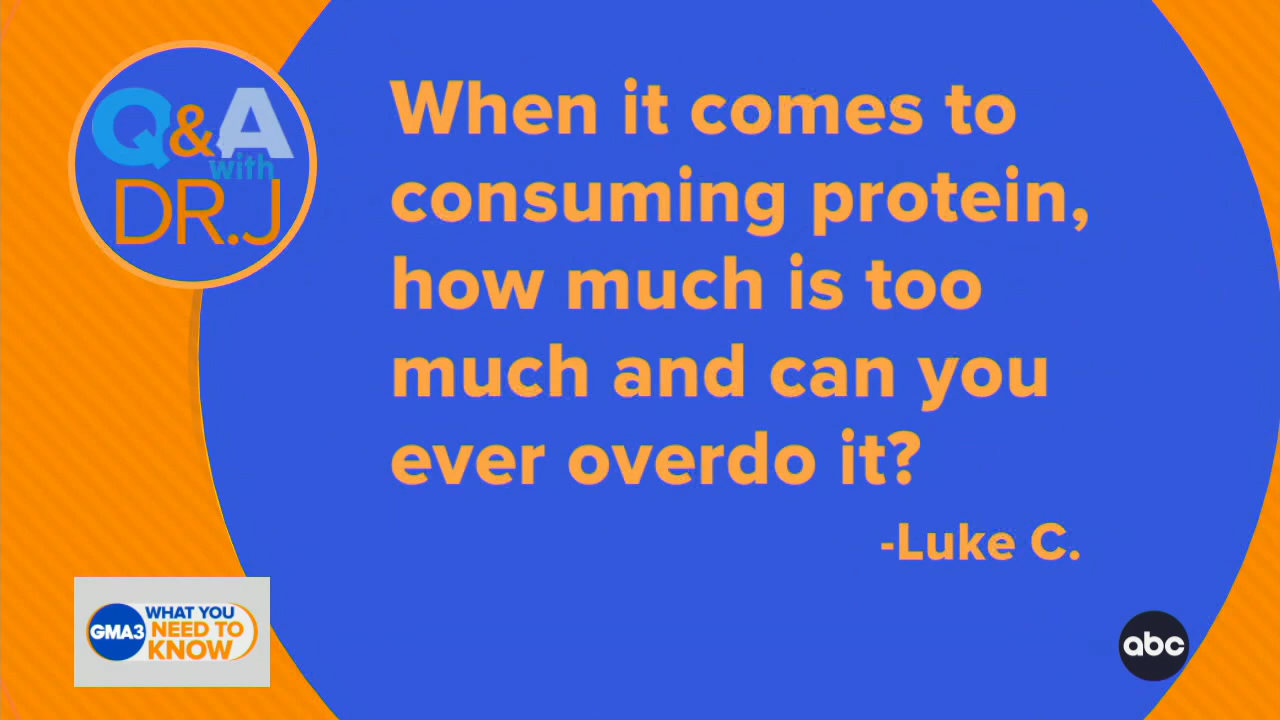 Q&A
with
DR.J
When it comes to
consuming protein,
how much is too
much and can you
ever overdo it?
-Luke C.
GMA3
WHAT YOU
NEED TO
KNOW
abc